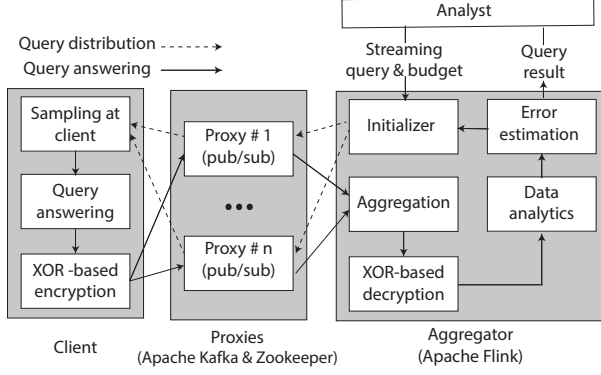 Analyst
Query distribution
Query answering
Streaming
query & budget
Query
result
Sampling at
client
Query
answering
XOR -based
encryption
Client
Proxy # 1
(pub/sub)
•••
Proxy # n
(pub/sub)
Proxies
(Apache Kafka & Zookeeper)
Initializer
Error
estimation
Aggregation
Data
analytics
XOR-based
decryption
Aggregator
(Apache Flink)